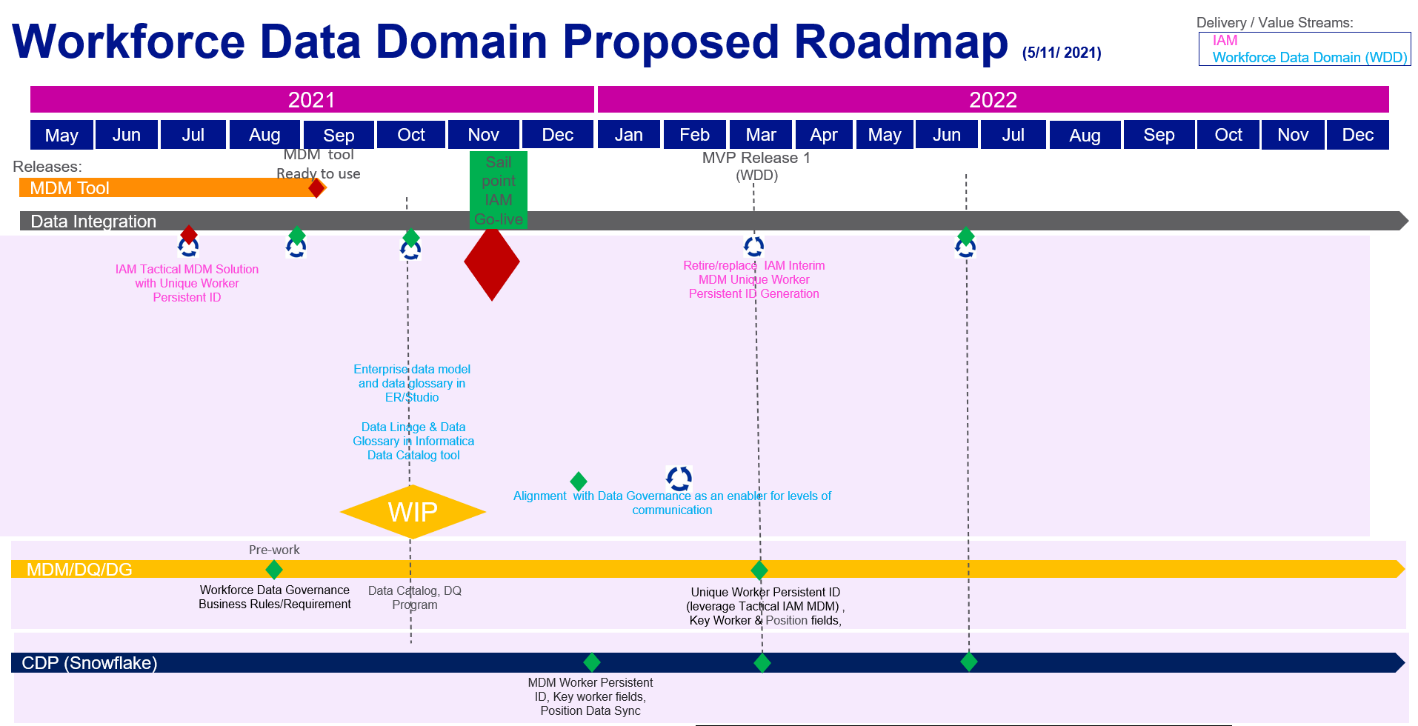 Workforce Data Domain Proposed Roadmap (5/11/ 2021)
Delivery / Value Streams:
IAM
Workforce Data Domain (WDD)
2021
2022
May Jun Jul Aug Sep Oct Nov Dec Jan Feb Mar Apr May Jun Jul Aug Sep Oct Nov Dec
Releases:
MDM tool
Ready to use
Sail
point
IAM
Go-live
MVP Release 1
(WDD)
MDM Tool
Data Integration
IAM Tactical MDM Solution
with Unique Worker
Persistent ID
Retire/replace IAM Interim
MDM Unique Worker
Persistent ID Generation
Enterprise data model
and data glossary in
ER/Studio
Data Linage & Data
Glossary in Informatica
Data Catalog tool
WIP
Alignment with Data Governance as an enabler for levels of
communication
Pre-work
MDM/DQ/DG
Workforce Data Governance
Business Rules/Requirement
Data Catalog, DQ
Program
Unique Worker Persistent ID
(leverage Tactical IAM MDM) ,
Key Worker & Position fields,
CDP (Snowflake)
MDM Worker Persistent
ID, Key worker fields,
Position Data Sync